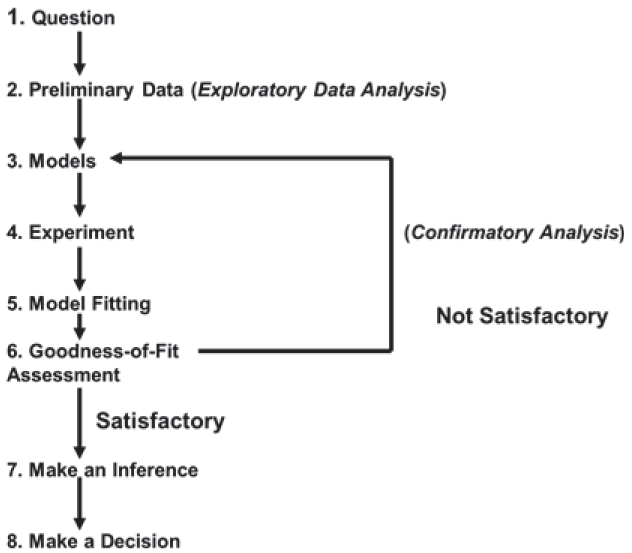 1. Question
2. Preliminary Data (Exploratory Data Analysis)
3. Models
4. Experiment
(Confirmatory Analysis)
5. Model Fitting
Not Satisfactory
6. Goodness-of-Fit
Assessment
Satisfactory
7. Make an Inference
8. Make a Decision